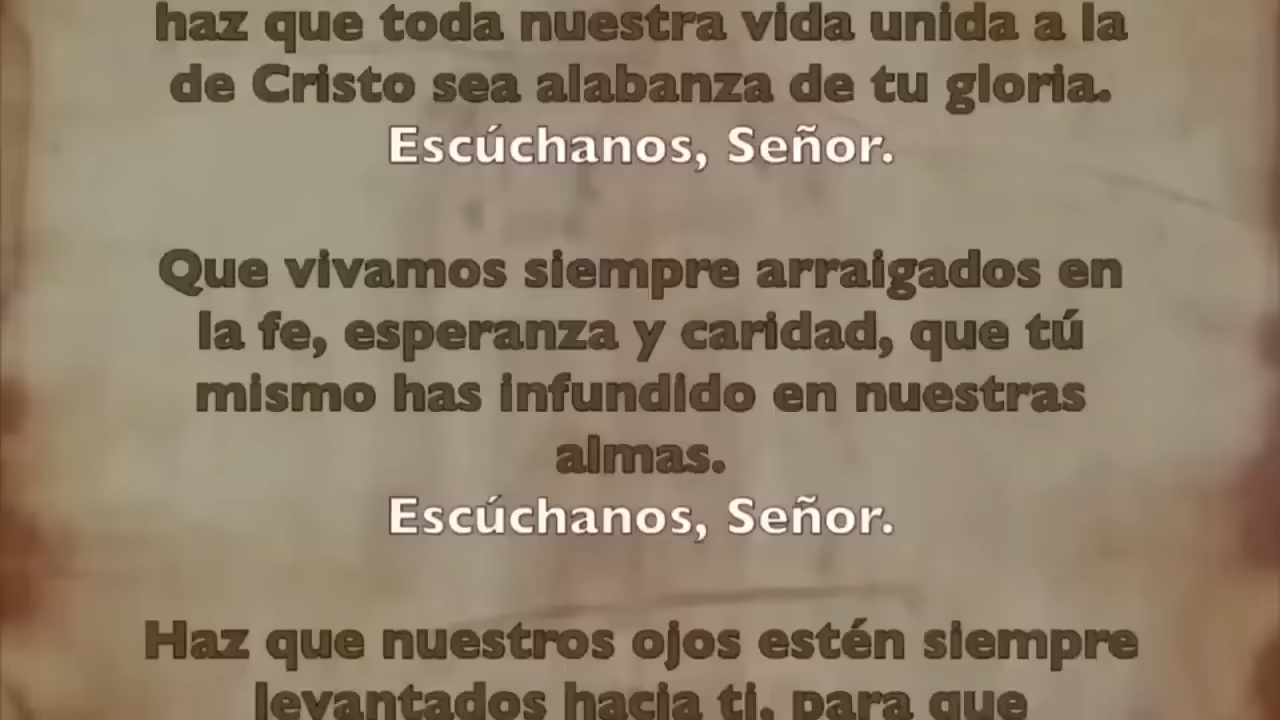 haz que toda nuestra vida unida a la
de Cristo sea alabanza de tu gloria.
Escúchanos, Señor.
Que vivamos siempre arraigados en
la fe, esperanza y caridad, que tú
mismo has infundido en nuestras
almas.
Escúchanos, Señor.
Haz que nuestros ojos estén siempre
levantados hacia ti, para que